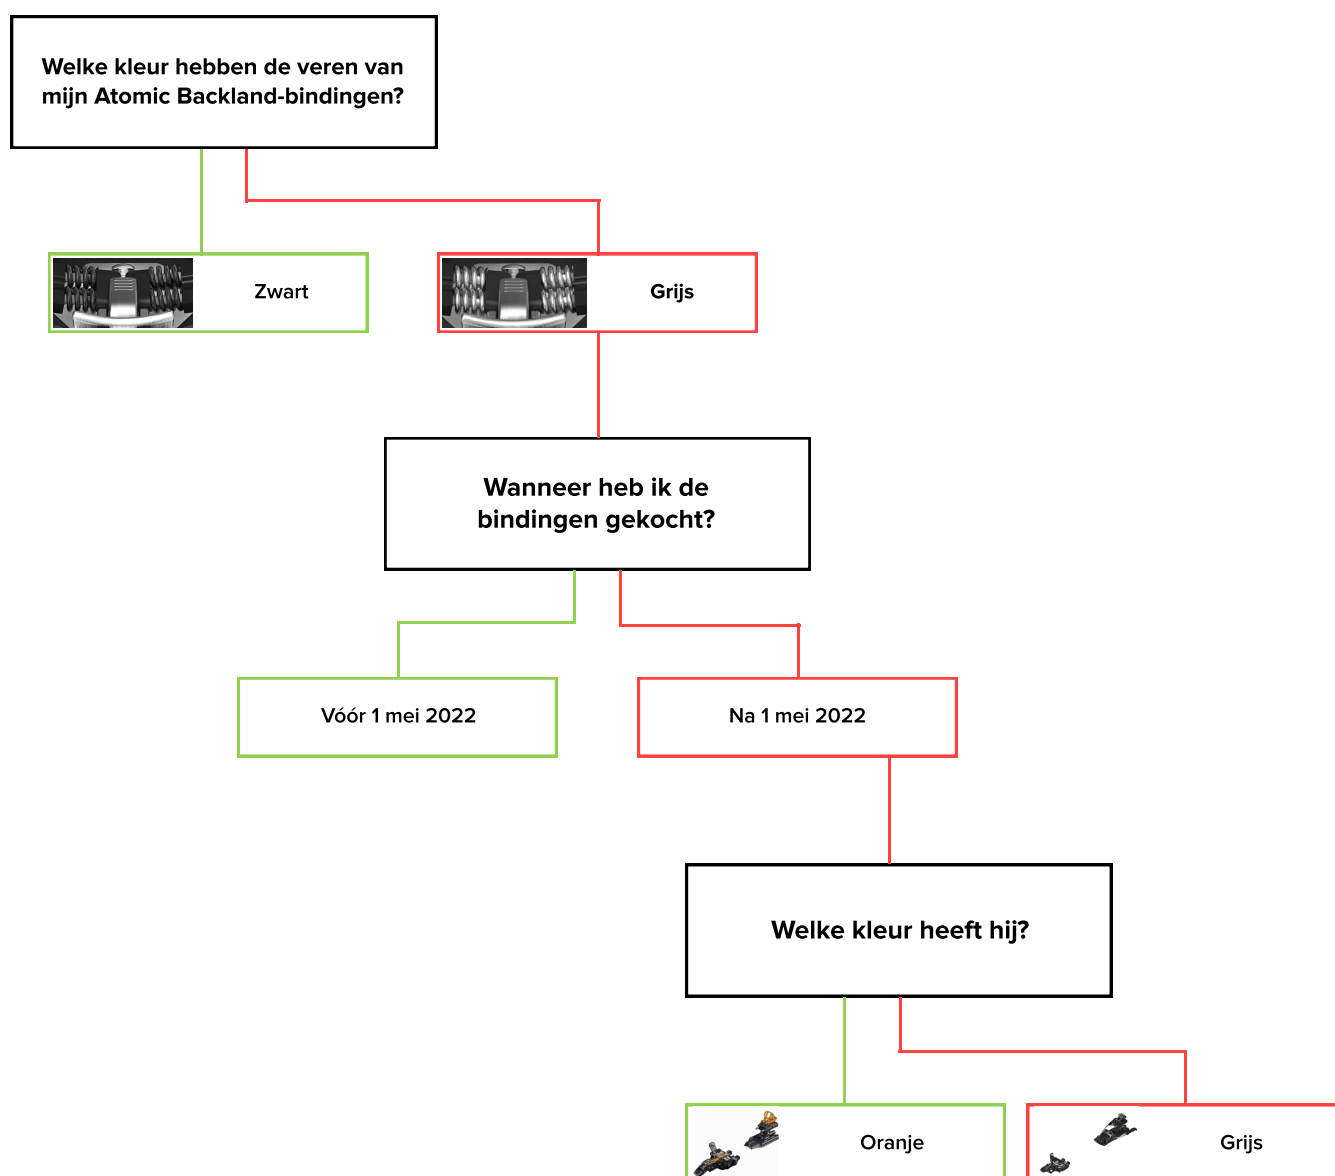 Welke kleur hebben de veren van
mijn Atomic Backland-bindingen?
Zwart
Grijs
Wanneer heb ik de
bindingen gekocht?
Vóór 1 mei 2022
Na 1 mei 2022
Welke kleur heeft hij?
Oranje
Grijs